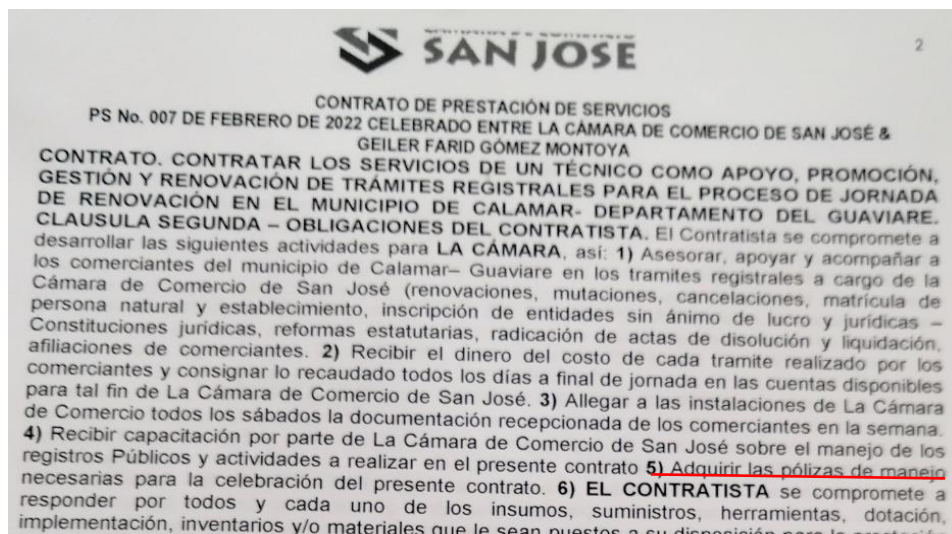 SAN JOSE
2
CONTRATO DE PRESTACIÓN DE SERVICIOS
PS No. 007 DE FEBRERO DE 2022 CELEBRADO ENTRE LA CÁMARA DE COMERCIO DE SAN JOSÉ &
GEILER FARID GÓMEZ MONTOYA
CONTRATO. CONTRATAR LOS SERVICIOS DE UN TÉCNICO COMO APOYO, PROMOCIÓN,
GESTIÓN Y RENOVACIÓN DE TRÁMITES REGISTRALES PARA EL PROCESO DE JORNADA
DE RENOVACIÓN EN EL MUNICIPIO DE CALAMAR- DEPARTAMENTO DEL GUAVIARE.
CLAUSULA SEGUNDA – OBLIGACIONES DEL CONTRATISTA. El Contratista se compromete a
desarrollar las siguientes actividades para LA CÁMARA, así: 1) Asesorar, apoyar y acompañar a
los comerciantes del municipio de Calamar– Guaviare en los tramites registrales a cargo de la
Cámara de Comercio de San José (renovaciones, mutaciones, cancelaciones, matrícula de
persona natural y establecimiento, inscripción de entidades sin ánimo de lucro y jurídicas –
Constituciones jurídicas, reformas estatutarias, radicación de actas de disolución y liquidación,
afiliaciones de comerciantes. 2) Recibir el dinero del costo de cada tramite realizado por los
comerciantes y consignar lo recaudado todos los días a final de jornada en las cuentas disponibles
para tal fin de La Cámara de Comercio de San José. 3) Allegar a las instalaciones de La Cámara
de Comercio todos los sábados la documentación recepcionada de los comerciantes en la semana.
4) Recibir capacitación por parte de La Cámara de Comercio de San José sobre el manejo de los
registros Públicos y actividades a realizar en el presente contrato 5) Adquirir las pólizas de manejo
necesarias para la celebración del presente contrato. 6) EL CONTRATISTA se compromete a
responder por todos y cada uno de los insumos, suministros, herramientas, dotación,
implementación, inventarios y/o materiales que le sean puestos a su disposición para la